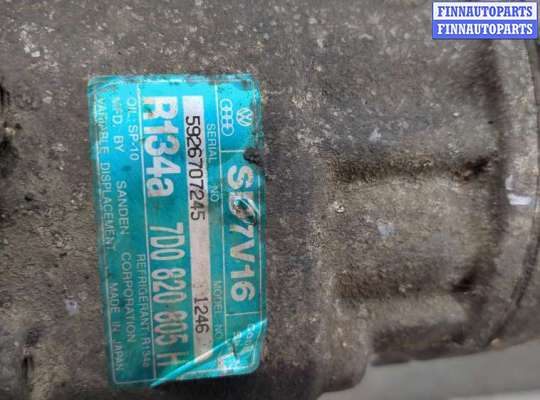 FINNAUTOPARTS
FINNAUTOPARTS
SD7V16
MODEL NO.
SERIAL NO.
5926707245 1246
R134a 7D0 820 805 H
OIL: SP-10 REFRIGERANT: R134a
MFD. BY SANDEN CORPORATION
VARIABLE DISPLACEMENT MADE IN JAPAN